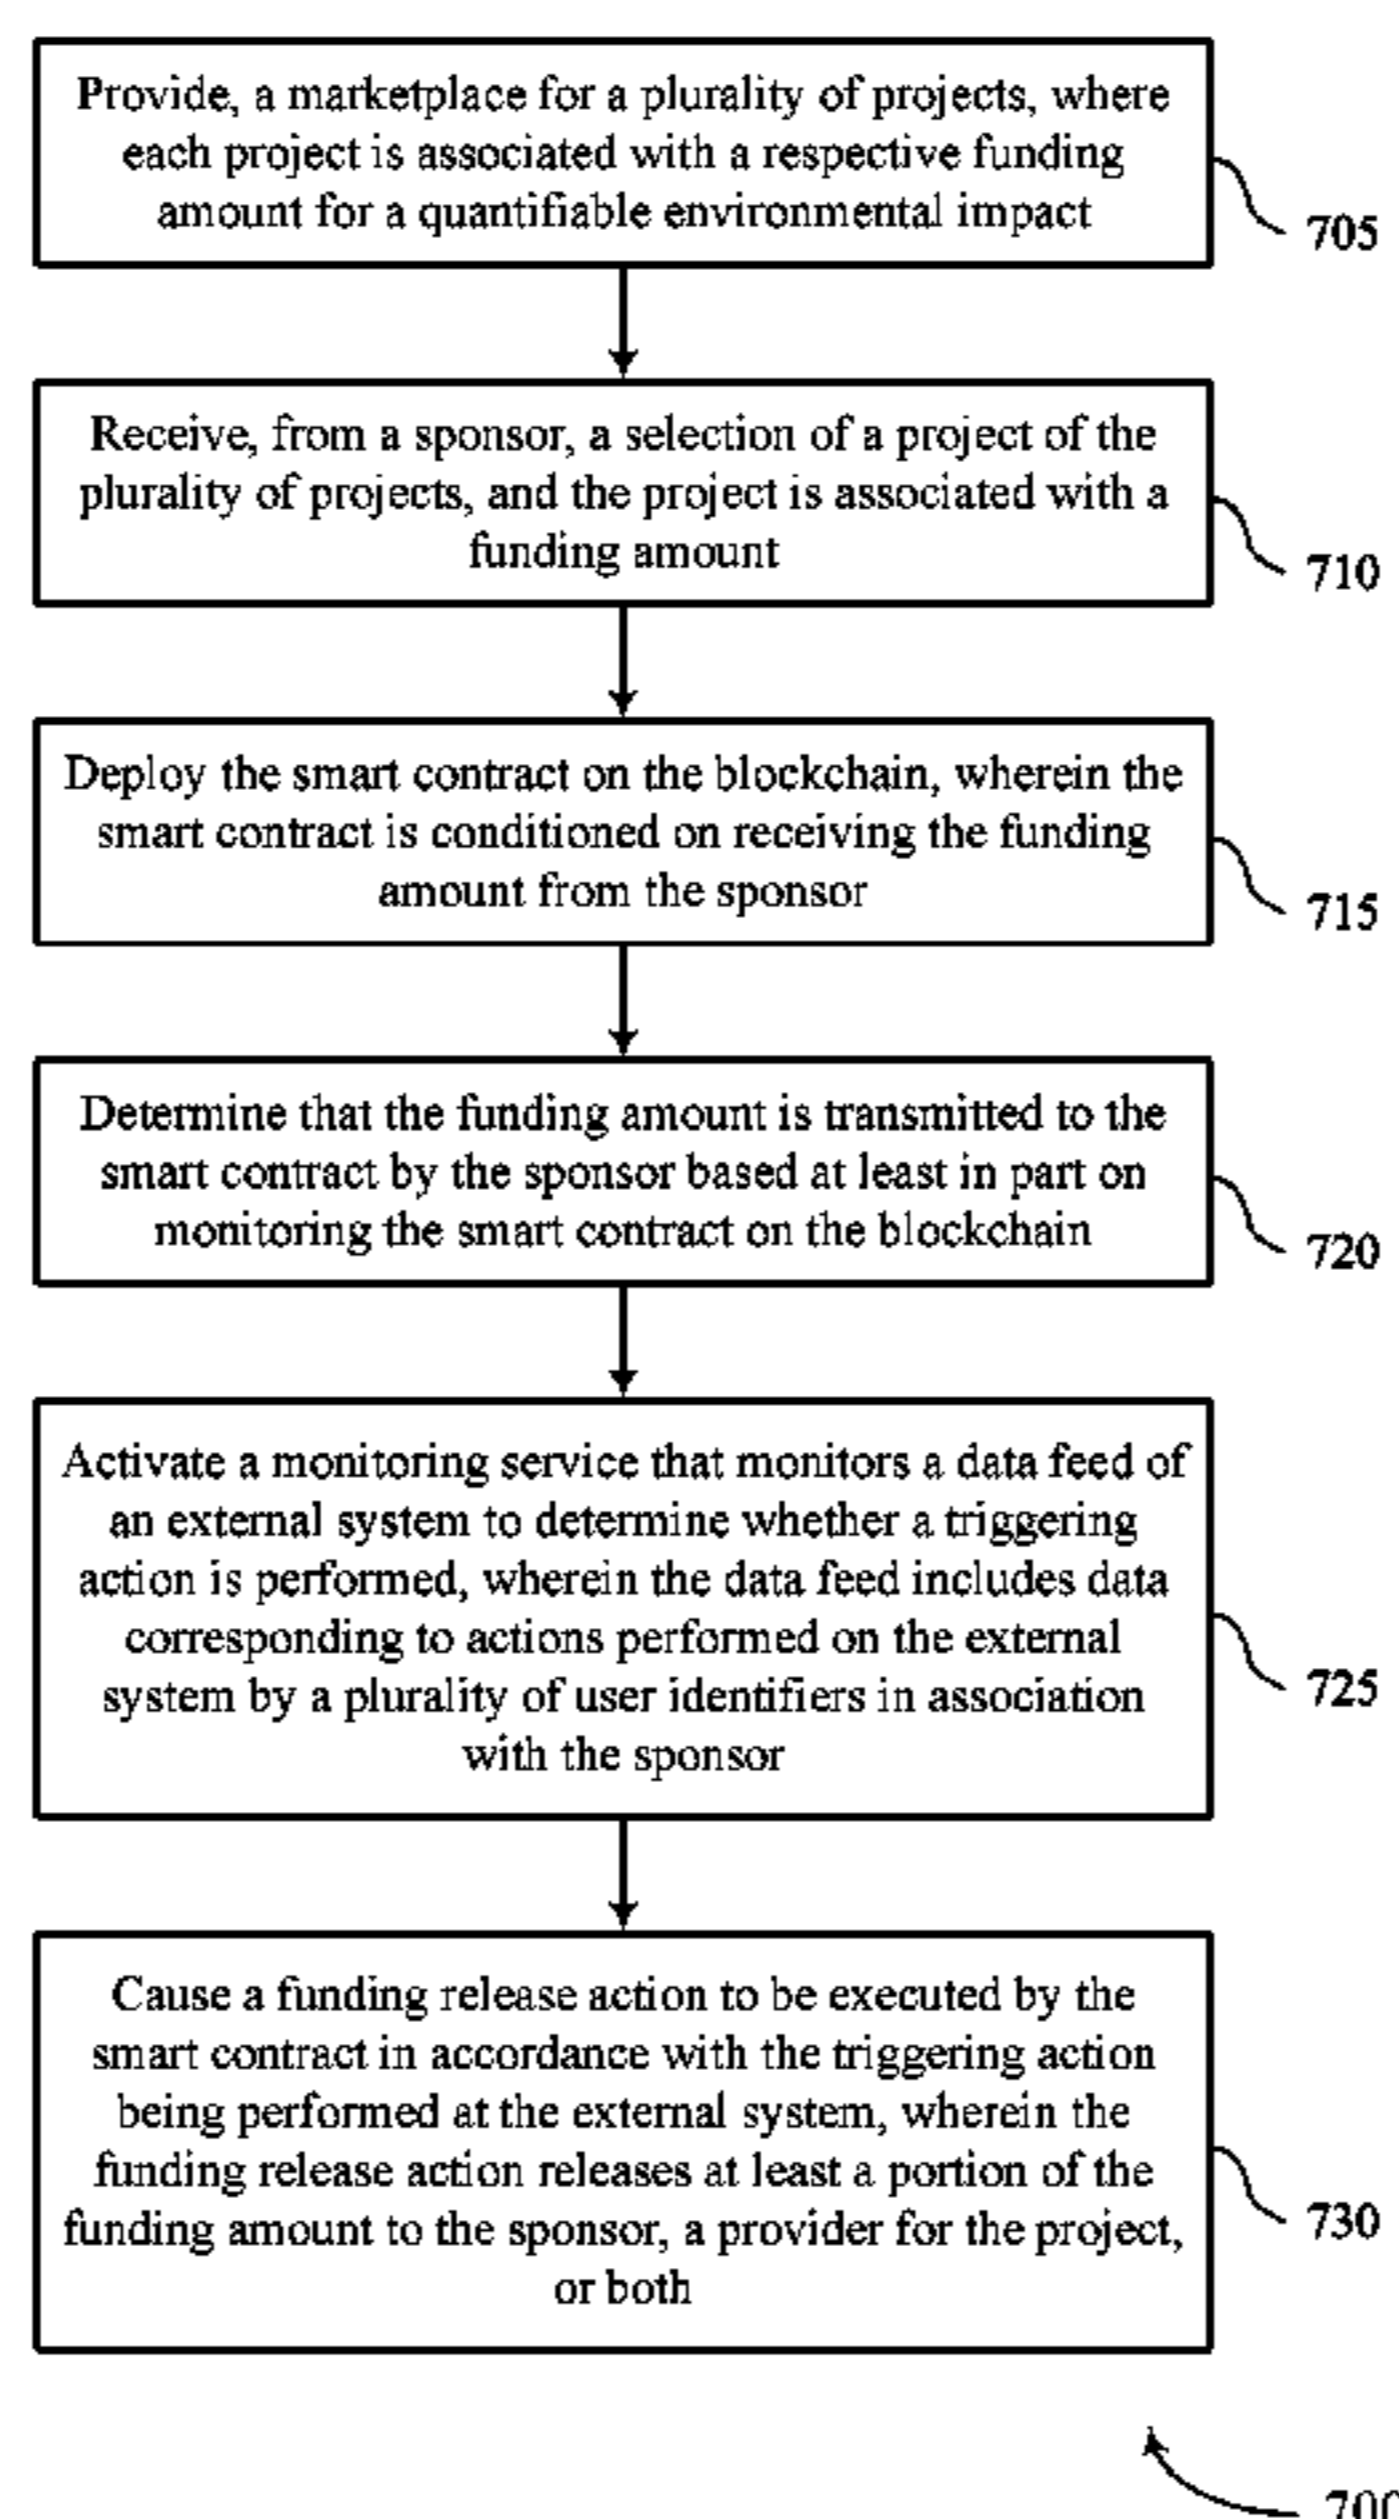 Provide, a marketplace for a plurality of projects, where
each project is associated with a respective funding
amount for a quantifiable environmental impact
705
Receive, from a sponsor, a selection of a project of the
plurality of projects, and the project is associated with a
funding amount
710
Deploy the smart contract on the blockchain, wherein the
smart contract is conditioned on receiving the funding
amount from the sponsor
715
Determine that the funding amount is transmitted to the
smart contract by the sponsor based at least in part on
monitoring the smart contract on the blockchain
720
Activate a monitoring service that monitors a data feed of
an external system to determine whether a triggering
action is performed, wherein the data feed includes data
corresponding to actions performed on the external
system by a plurality of user identifiers in association
with the sponsor
725
Cause a funding release action to be executed by the
smart contract in accordance with the triggering action
being performed at the external system, wherein the
funding release action releases at least a portion of the
funding amount to the sponsor, a provider for the project,
or both
730
700